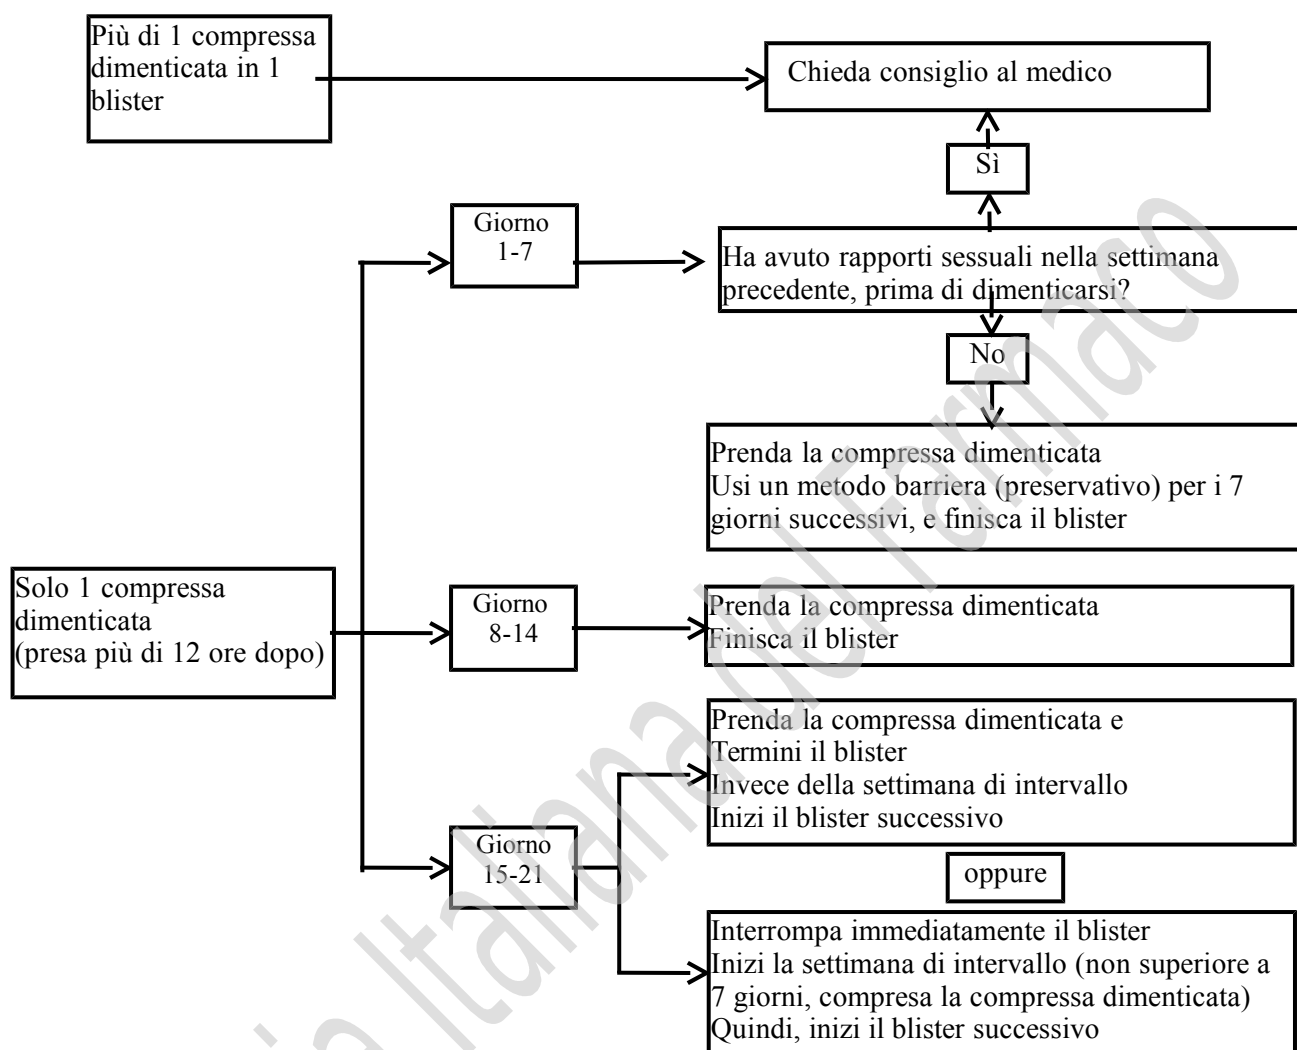 Più di 1 compressa
dimenticata in 1
blister
Chieda consiglio al medico
Sì
Giorno
1-7
Ha avuto rapporti sessuali nella settimana
precedente, prima di dimenticarsi?
No
Prenda la compressa dimenticata
Usi un metodo barriera (preservativo) per i 7
giorni successivi, e finisca il blister
Solo 1 compressa
dimenticata
(presa più di 12 ore dopo)
Giorno
8-14
Prenda la compressa dimenticata
Finisca il blister
Prenda la compressa dimenticata e
Termini il blister
Invece della settimana di intervallo
Inizi il blister successivo
Giorno
15-21
oppure
Interrompa immediatamente il blister
Inizi la settimana di intervallo (non superiore a
7 giorni, compresa la compressa dimenticata)
Quindi, inizi il blister successivo
Italiana del Farmaco